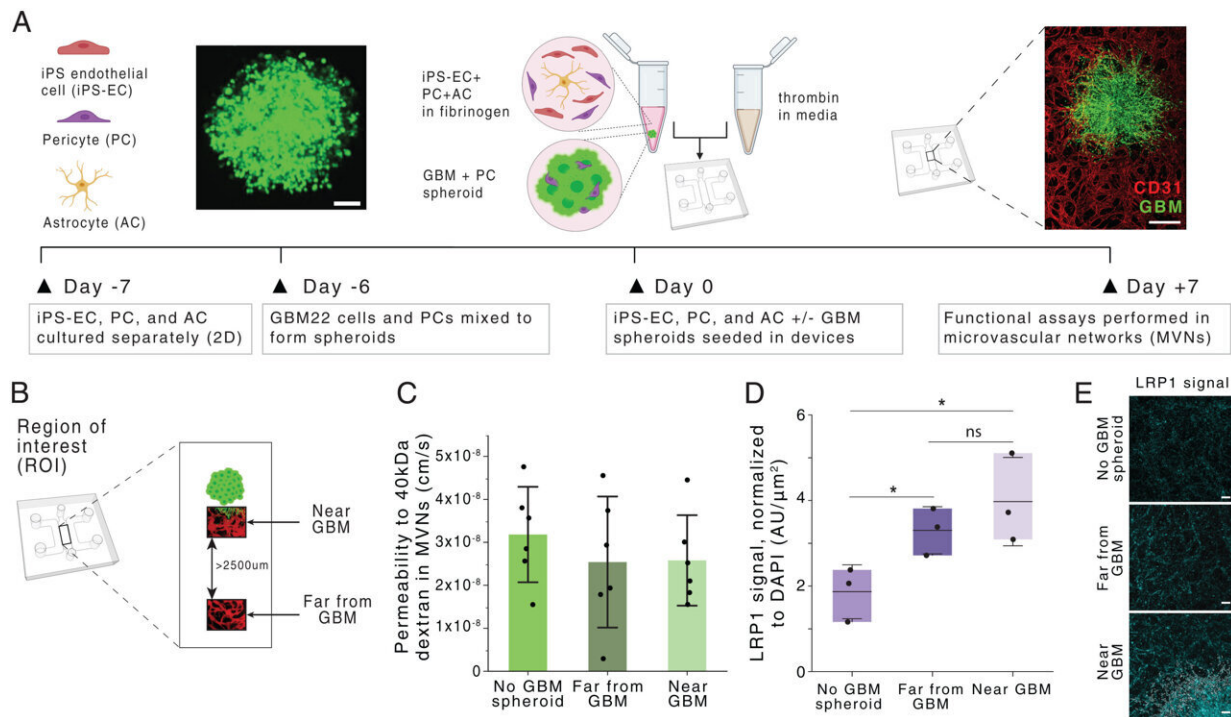 A
iPS endothelial
cell (iPS-EC)
Pericyte (PC)
Astrocyte (AC)
iPS-EC+
PC+AC
in fibrinogen
GBM + PC
spheroid
thrombin
in media
CD31
GBM
▲ Day -7
▲ Day -6
▲ Day 0
▲ Day +7
iPS-EC, PC, and AC
cultured separately (2D)
GBM22 cells and PCs mixed to
form spheroids
iPS-EC, PC, and AC +/- GBM
spheroids seeded in devices
Functional assays performed in
microvascular networks (MVNs)
B
Region of
interest
(ROI)
Near
GBM
>2500um
Far from
GBM
C
Permeability to 40kDa
dextran in MVNs (cm/s)
5x10⁻⁸
4x10⁻⁸
3x10⁻⁸
2x10⁻⁸
1x10⁻⁸
0
No GBM
spheroid
Far from
GBM
Near
GBM
D
LRP1 signal, normalized
to DAPI (AU/µm²)
6
4
2
0
*
ns
*
No GBM
spheroid
Far from
GBM
Near GBM
E
LRP1 signal
No GBM
spheroid
Far from
GBM
Near GBM